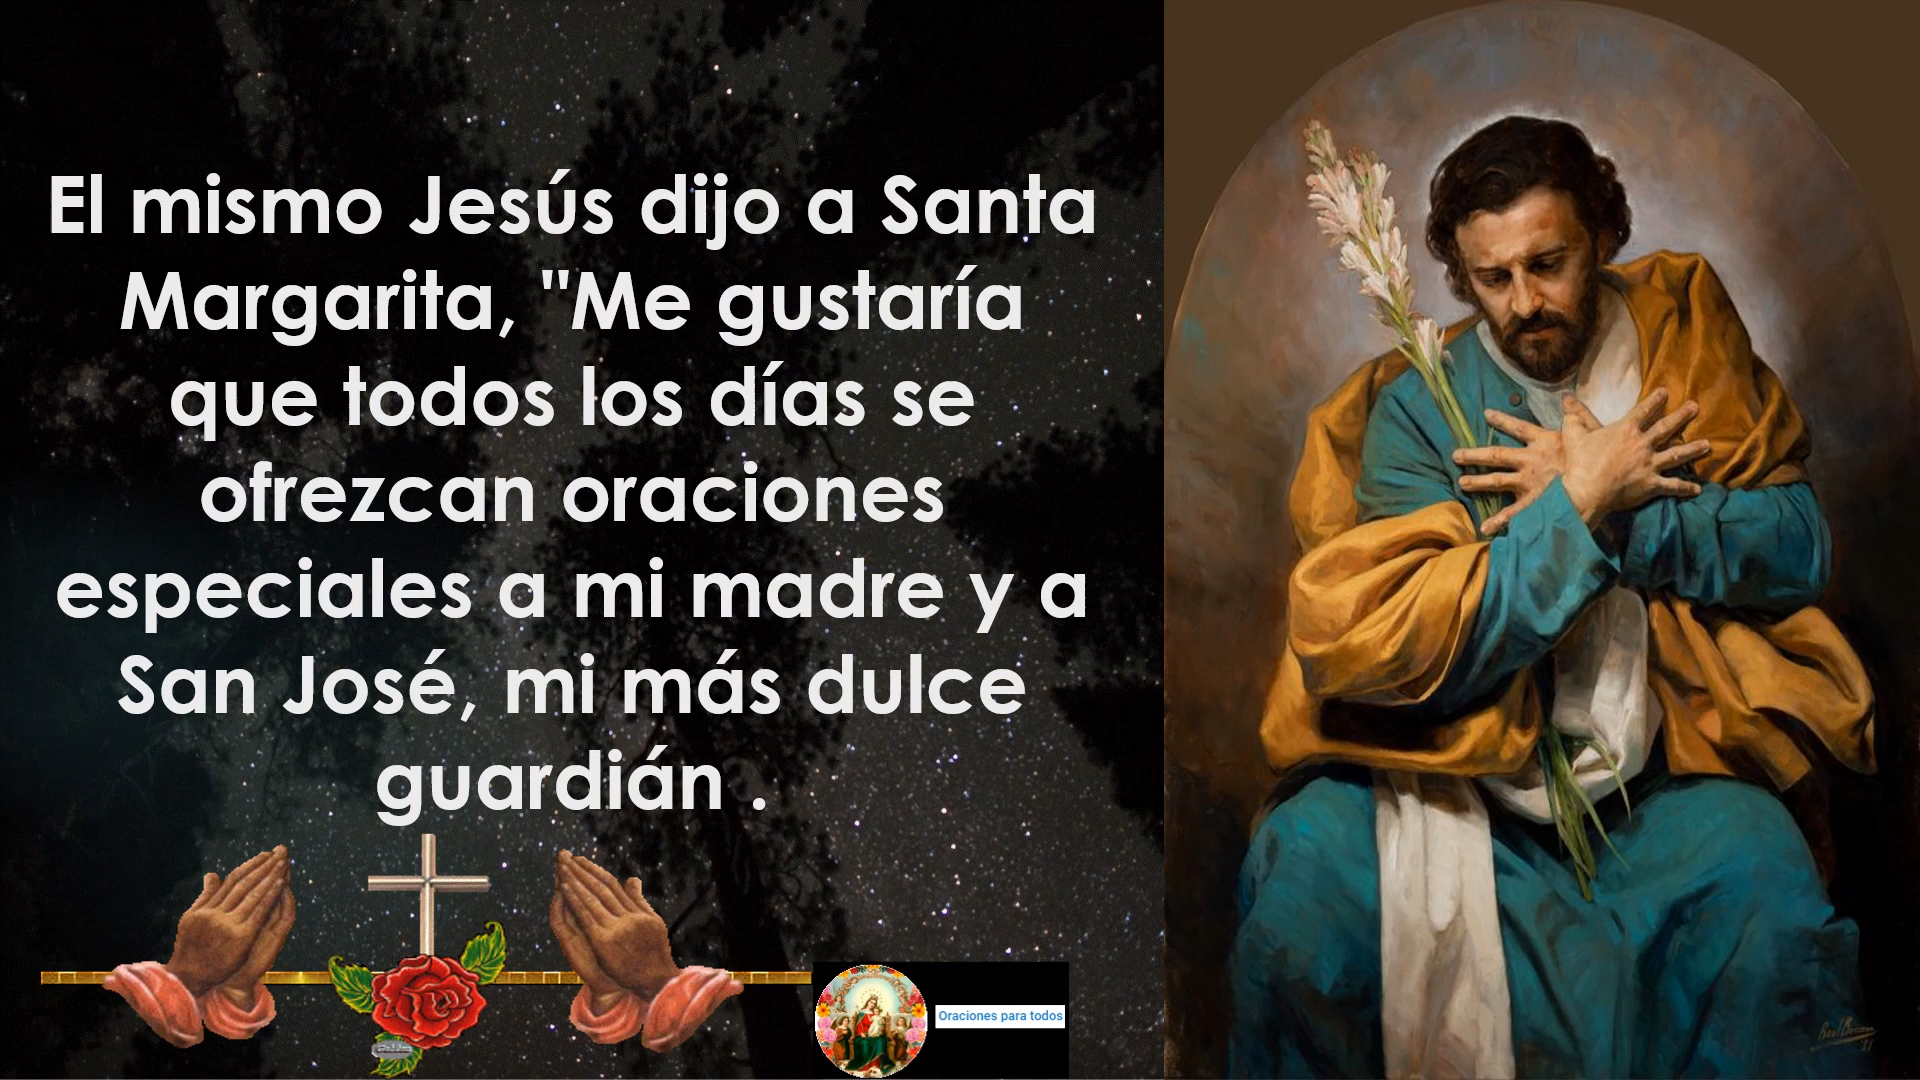 El mismo Jesús dijo a Santa
Margarita, "Me gustaría
que todos los días se
ofrezcan oraciones
especiales a mi madre y a
San José, mi más dulce
guardián .
Oraciones para todos